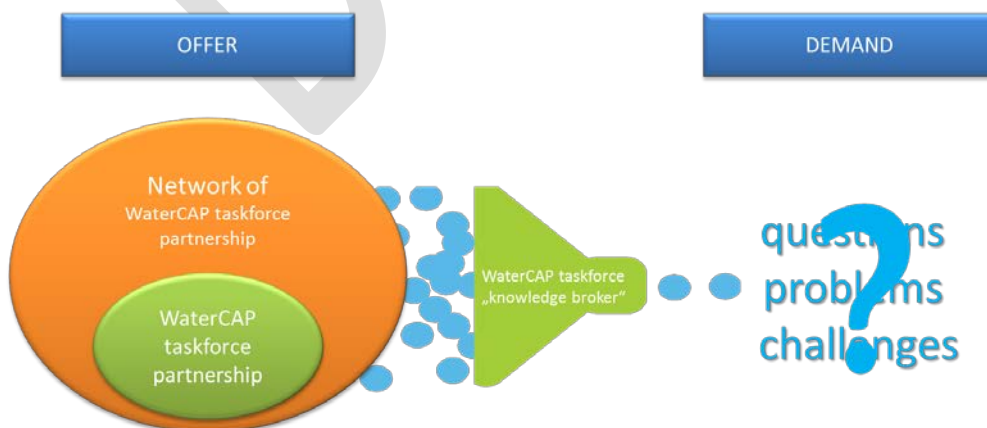 OFFER
DEMAND
Network of
WaterCAP taskforce
partnership
WaterCAP
taskforce
partnership
WaterCAP taskforce
„knowledge broker"
questions
problems
challenges
?